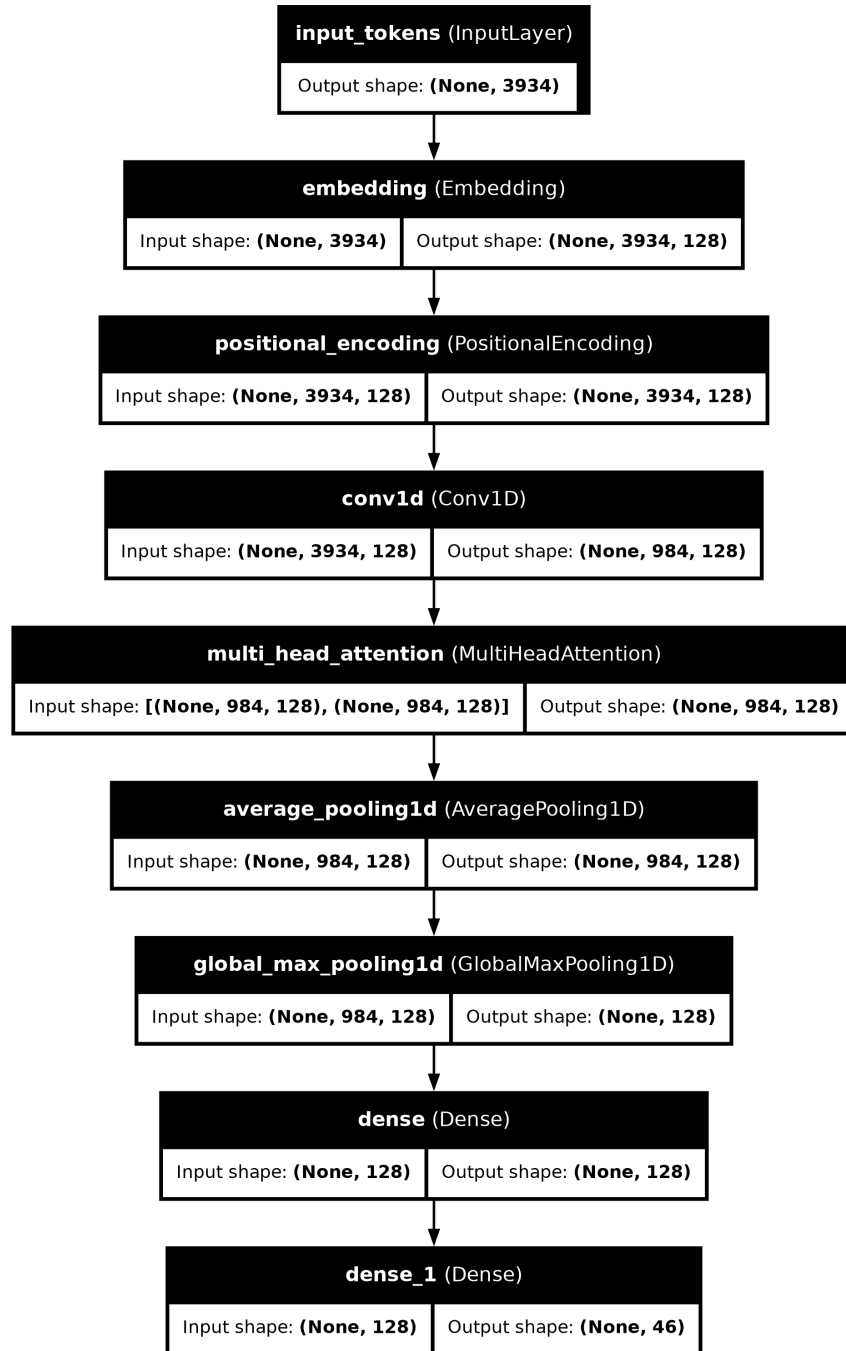 input_tokens (InputLayer)
Output shape: (None, 3934)
embedding (Embedding)
Input shape: (None, 3934) Output shape: (None, 3934, 128)
positional_encoding (PositionalEncoding)
Input shape: (None, 3934, 128) Output shape: (None, 3934, 128)
conv1d (Conv1D)
Input shape: (None, 3934, 128) Output shape: (None, 984, 128)
multi_head_attention (MultiHeadAttention)
Input shape: [(None, 984, 128), (None, 984, 128)] Output shape: (None, 984, 128)
average_pooling1d (AveragePooling1D)
Input shape: (None, 984, 128) Output shape: (None, 984, 128)
global_max_pooling1d (GlobalMaxPooling1D)
Input shape: (None, 984, 128) Output shape: (None, 128)
dense (Dense)
Input shape: (None, 128) Output shape: (None, 128)
dense_1 (Dense)
Input shape: (None, 128) Output shape: (None, 46)